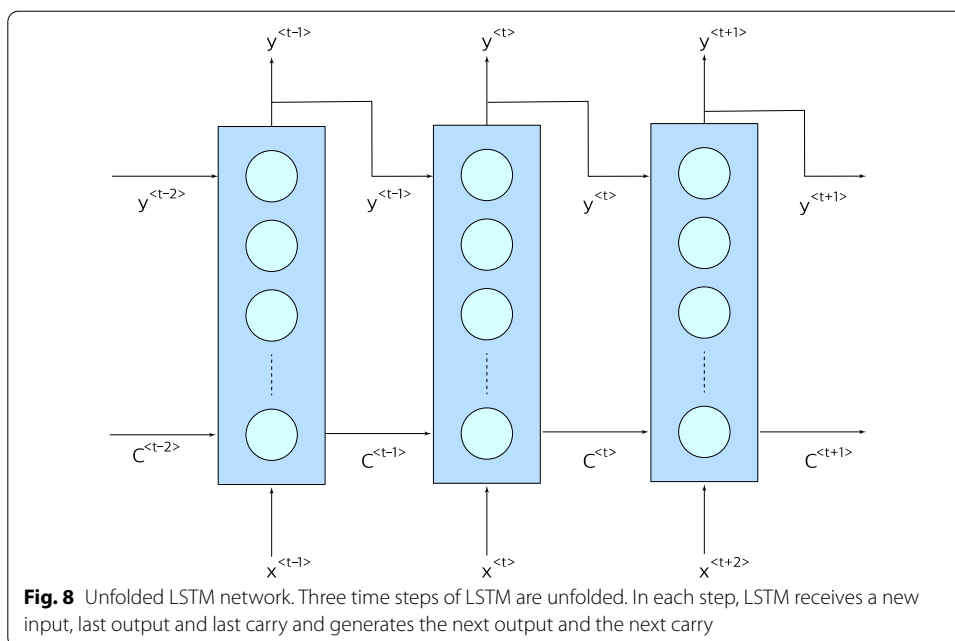 y<t-1> y<t> y<t+1>
y<t-2> y<t-1> y<t> y<t+1>
C<t-2> C<t-1> C<t> C<t+1>
x<t-1> x<t> x<t+2>
Fig. 8 Unfolded LSTM network. Three time steps of LSTM are unfolded. In each step, LSTM receives a new
input, last output and last carry and generates the next output and the next carry